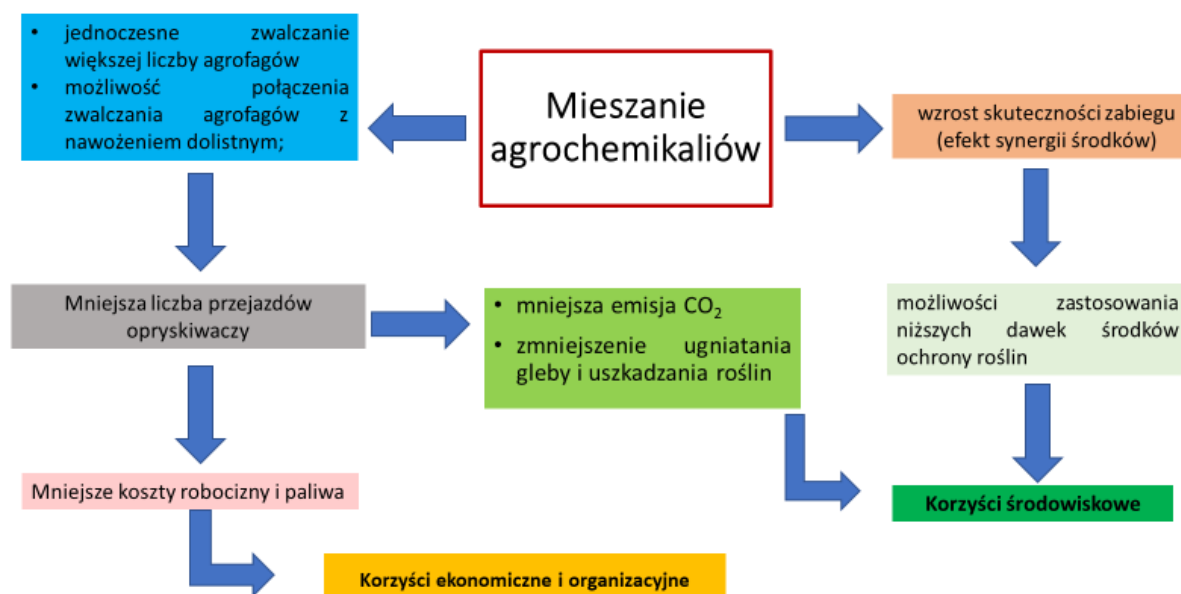 • jednoczesne zwalczanie
większej liczby agrofagów
• możliwość połączenia
zwalczania agrofagów z
nawożeniem dolistnym;
Mieszanie
agrochemikaliów
wzrost skuteczności zabiegu
(efekt synergii środków)
Mniejsza liczba przejazdów
opryskiwaczy
• mniejsza emisja CO₂
• zmniejszenie ugniatania
gleby i uszkadzania roślin
możliwości zastosowania
niższych dawek środków
ochrony roślin
Mniejsze koszty robocizny i paliwa
Korzyści środowiskowe
Korzyści ekonomiczne i organizacyjne